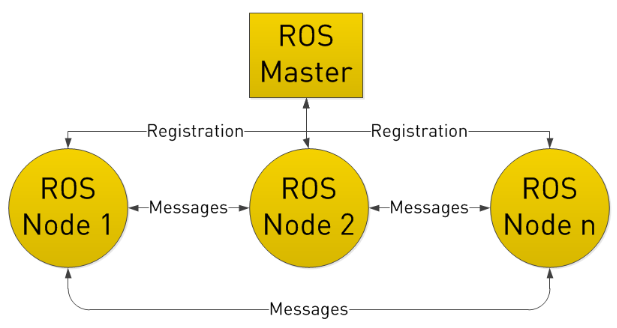 ROS
Master
Registration
Registration
ROS
Node 1
Messages
ROS
Node 2
Messages
ROS
Node n
Messages